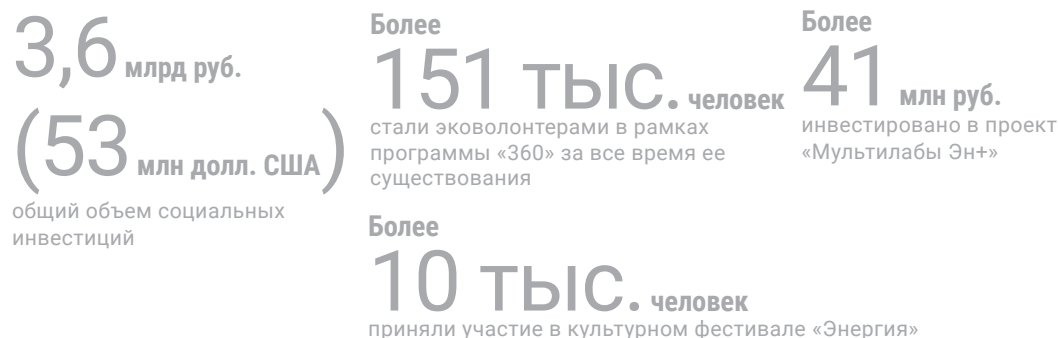 3,6 млрд руб.
(53 млн долл. США)
общий объем социальных
инвестиций
Более
151 тыс. человек
стали эковолонтерами в рамках
программы «360» за все время ее
существования
Более
10 тыс. человек
приняли участие в культурном фестивале «Энергия»
Более
41 млн руб.
инвестировано в проект
«Мультилабы Эн+»